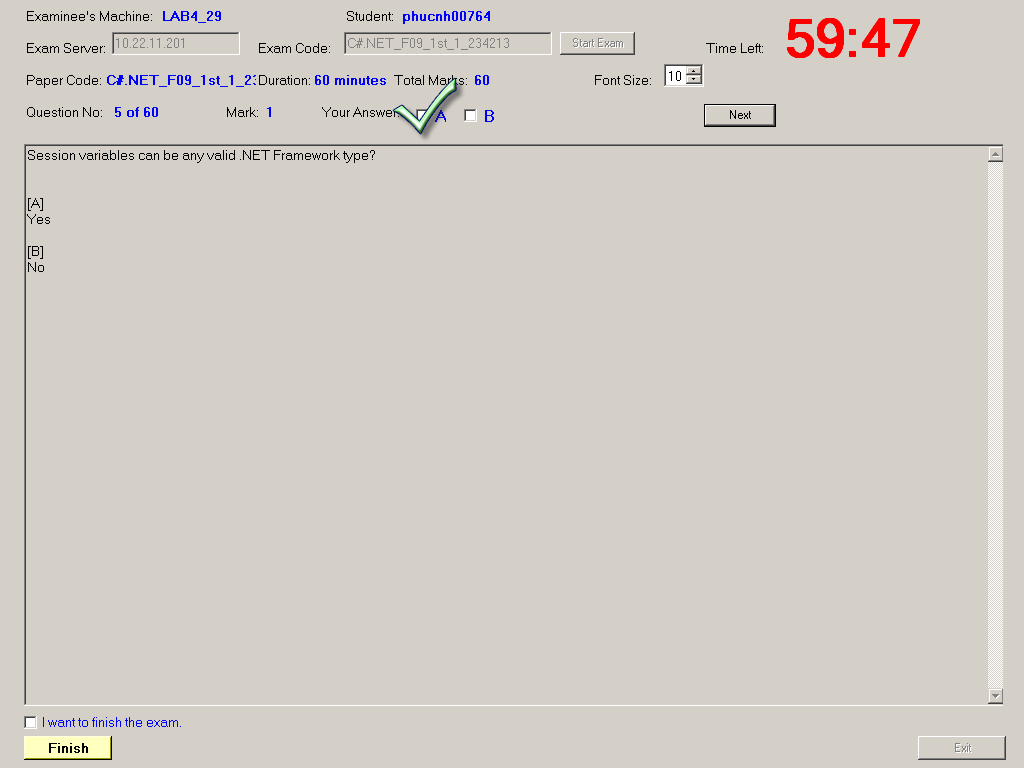 Examinee's Machine: LAB4_29 Student: phucnh00764
59:47
Exam Server: 10.22.11.201 Exam Code: C#.NET_F09_1st_1_234213 Start Exam Time Left:
Paper Code: C#.NET_F09_1st_1_23 Duration: 60 minutes Total Marks: 60 Font Size: 10
Question No: 5 of 60 Mark: 1 Your Answer: A B Next
Session variables can be any valid .NET Framework type?
[A]
Yes
[B]
No
I want to finish the exam.
Finish Exit